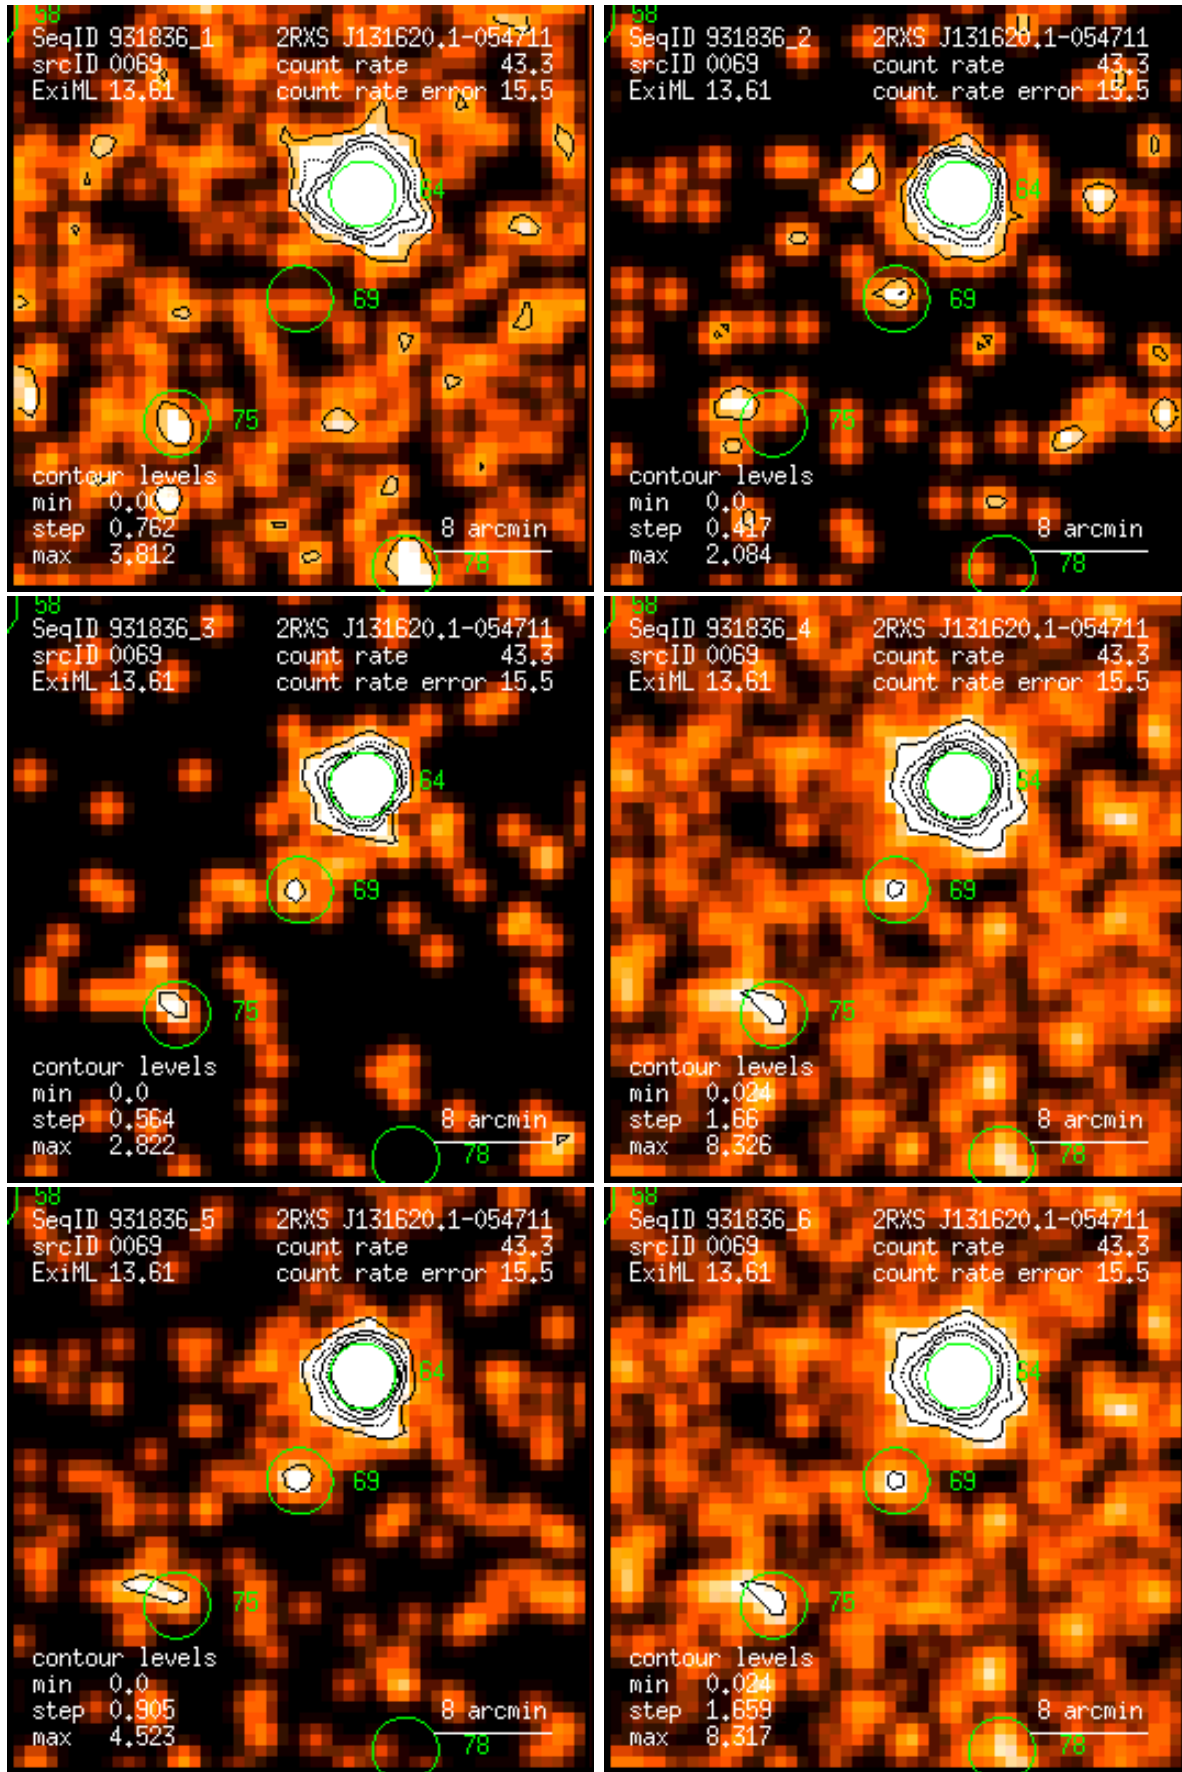 58
SeqID 931836_1 2RXS J131620.1-054711
srcID 0069 count rate 43.3
ExiML 13.61 count rate error 15.5
64
69
75
contour levels
min 0.00
step 0.762 8 arcmin
max 3.812 78
58
SeqID 931836_2 2RXS J131620.1-054711
srcID 0069 count rate 43.3
ExiML 13.61 count rate error 15.5
64
69
75
contour levels
min 0.0
step 0.417 8 arcmin
max 2.084 78
58
SeqID 931836_3 2RXS J131620.1-054711
srcID 0069 count rate 43.3
ExiML 13.61 count rate error 15.5
64
69
75
contour levels
min 0.0
step 0.564 8 arcmin
max 2.822 78
58
SeqID 931836_4 2RXS J131620.1-054711
srcID 0069 count rate 43.3
ExiML 13.61 count rate error 15.5
64
69
75
contour levels
min 0.024
step 1.66 8 arcmin
max 8.326 78
58
SeqID 931836_5 2RXS J131620.1-054711
srcID 0069 count rate 43.3
ExiML 13.61 count rate error 15.5
64
69
75
contour levels
min 0.0
step 0.905 8 arcmin
max 4.523 78
58
SeqID 931836_6 2RXS J131620.1-054711
srcID 0069 count rate 43.3
ExiML 13.61 count rate error 15.5
64
69
75
contour levels
min 0.024
step 1.659 8 arcmin
max 8.317 78